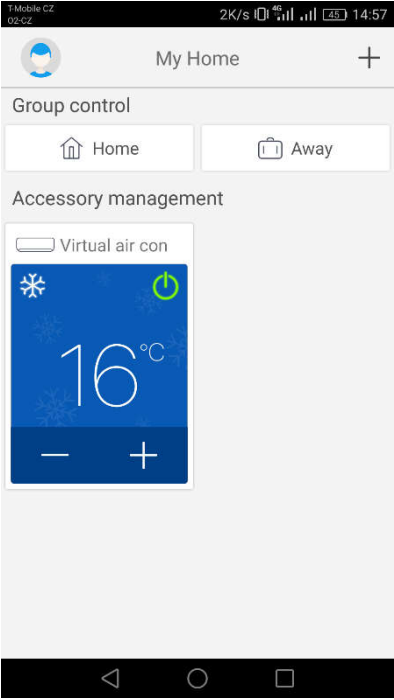 T-Mobile CZ
O2-CZ
2K/s 4G 45 14:57
My Home
Group control
Home
Away
Accessory management
Virtual air con
16°C